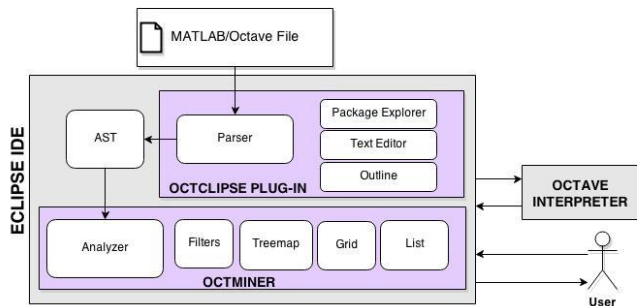 MATLAB/Octave File
ECLIPSE IDE
AST
Parser
Package Explorer
Text Editor
Outline
OCTCLIPSE PLUG-IN
OCTAVE
INTERPRETER
Analyzer
Filters
Treemap
Grid
List
OCTMINER
User